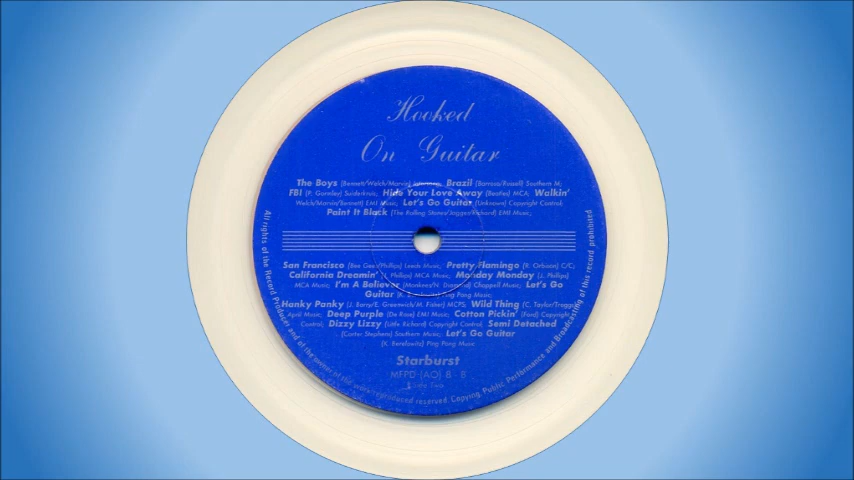 Hooked
On Guitar
The Boys (Bennett/Welch/Marvin) Brazil (Barroso/Russell) Southern M;
FBI (P. Gormley) Hide Your Love Away (Beatles) MCA; Walkin'
Welch/Marvin/Bennett) EMI Music; Let's Go Guitar (Unknown) Copyright Control;
Paint It Black (The Rolling Stones/Jagger/Richard) EMI Music;
San Francisco (Bee Gees/Phillips) Leeds Music; Pretty Flamingo (R. Orbater) C/C;
California Dreamin' (J. Phillips) MCA Music; Monday Monday (J. Phillips)
MCA Music; I'm A Believer (Monkees/N. Diamond) Chappell Music; Let's Go
Guitar (K. Berelowitz) Ping Pong Music;
Hanky Panky (J. Barry/E. Greenwich/M. Fisher) MCPS; Wild Thing (C. Taylor/Troggs)
April Music; Deep Purple (De Rose) EMI Music; Cotton Pickin' (Ford) Copyright
Control; Dizzy Lizzy (Little Richard) Copyright Control; Semi Detached
(Carter Stephens) Southern Music; Let's Go Guitar
(K. Berelowitz) Ping Pong Music
Starburst
MFPD (AO) 8 - B
All rights of the Record Producer and of the owner of the work reproduced reserved. Copying, Public Performance and Broadcasting of this record prohibited